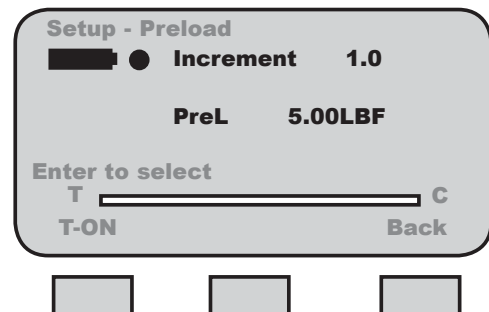 Setup - Preload
Increment 1.0
PreL 5.00LBF
Enter to select
T C
T-ON Back